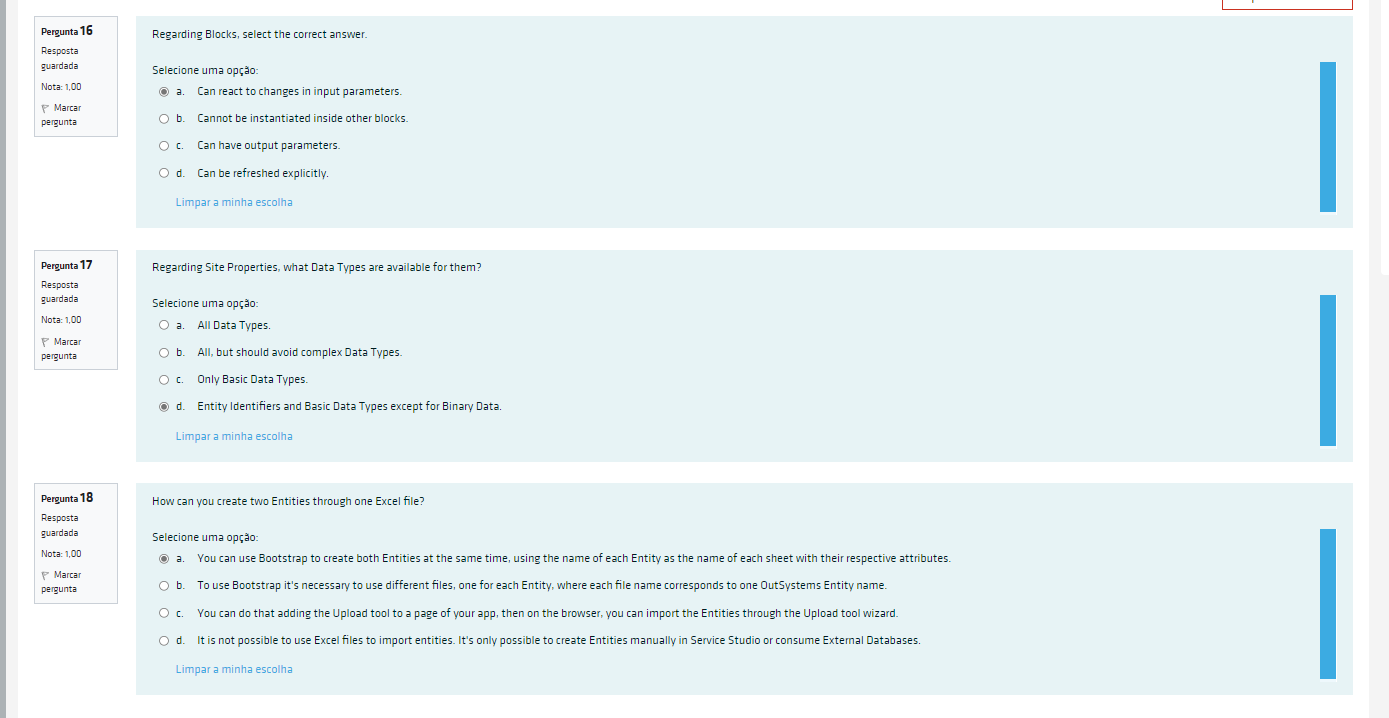 Pergunta 16
Resposta
guardada
Nota: 1,00
Marcar
pergunta
Regarding Blocks, select the correct answer.
Selecione uma opção:
a. Can react to changes in input parameters.
b. Cannot be instantiated inside other blocks.
c. Can have output parameters.
d. Can be refreshed explicitly.
Limpar a minha escolha
Pergunta 17
Resposta
guardada
Nota: 1,00
Marcar
pergunta
Regarding Site Properties, what Data Types are available for them?
Selecione uma opção:
a. All Data Types.
b. All, but should avoid complex Data Types.
c. Only Basic Data Types.
d. Entity Identifiers and Basic Data Types except for Binary Data.
Limpar a minha escolha
Pergunta 18
Resposta
guardada
Nota: 1,00
Marcar
pergunta
How can you create two Entities through one Excel file?
Selecione uma opção:
a. You can use Bootstrap to create both Entities at the same time, using the name of each Entity as the name of each sheet with their respective attributes.
b. To use Bootstrap it's necessary to use different files, one for each Entity, where each file name corresponds to one OutSystems Entity name.
c. You can do that adding the Upload tool to a page of your app, then on the browser, you can import the Entities through the Upload tool wizard.
d. It is not possible to use Excel files to import entities. It's only possible to create Entities manually in Service Studio or consume External Databases.
Limpar a minha escolha